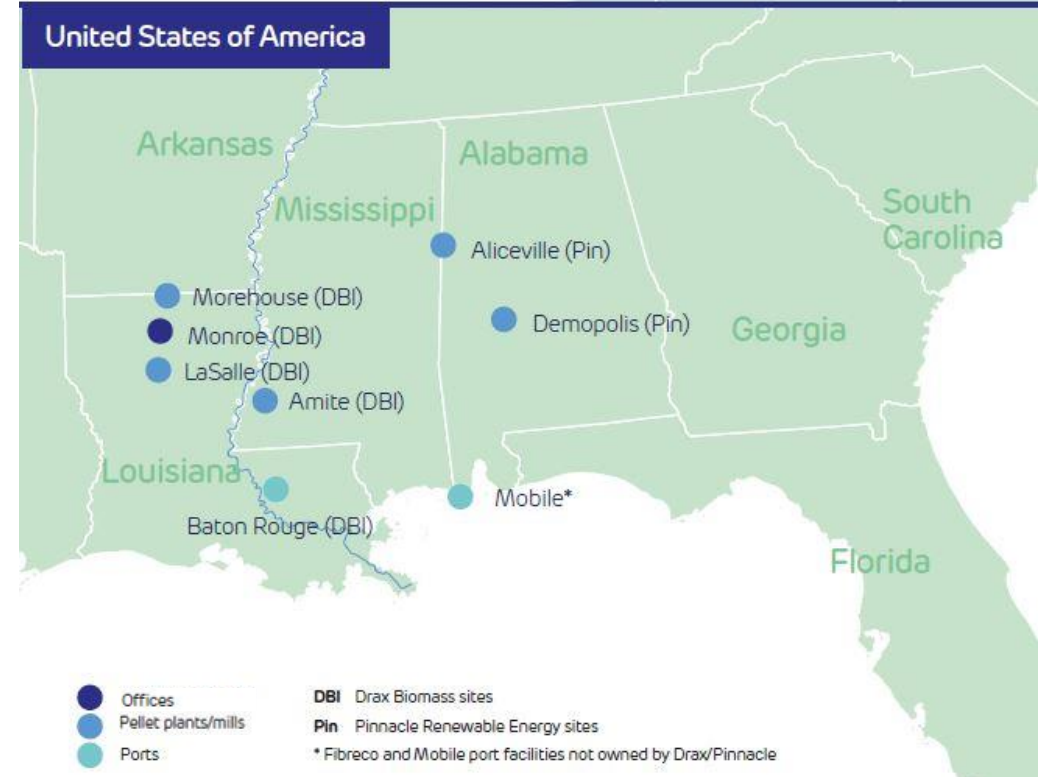 United States of America
Arkansas
Alabama
Mississippi
South
Carolina
Aliceville (Pin)
Morehouse (DBI)
Monroe (DBI)
Demopolis (Pin)
Georgia
LaSalle (DBI)
Amite (DBI)
Louisiana
Mobile*
Baton Rouge (DBI)
Florida
Offices
Pellet plants/mills
Ports
DBI Drax Biomass sites
Pin Pinnacle Renewable Energy sites
* Fibreco and Mobile port facilities not owned by Drax/Pinnacle